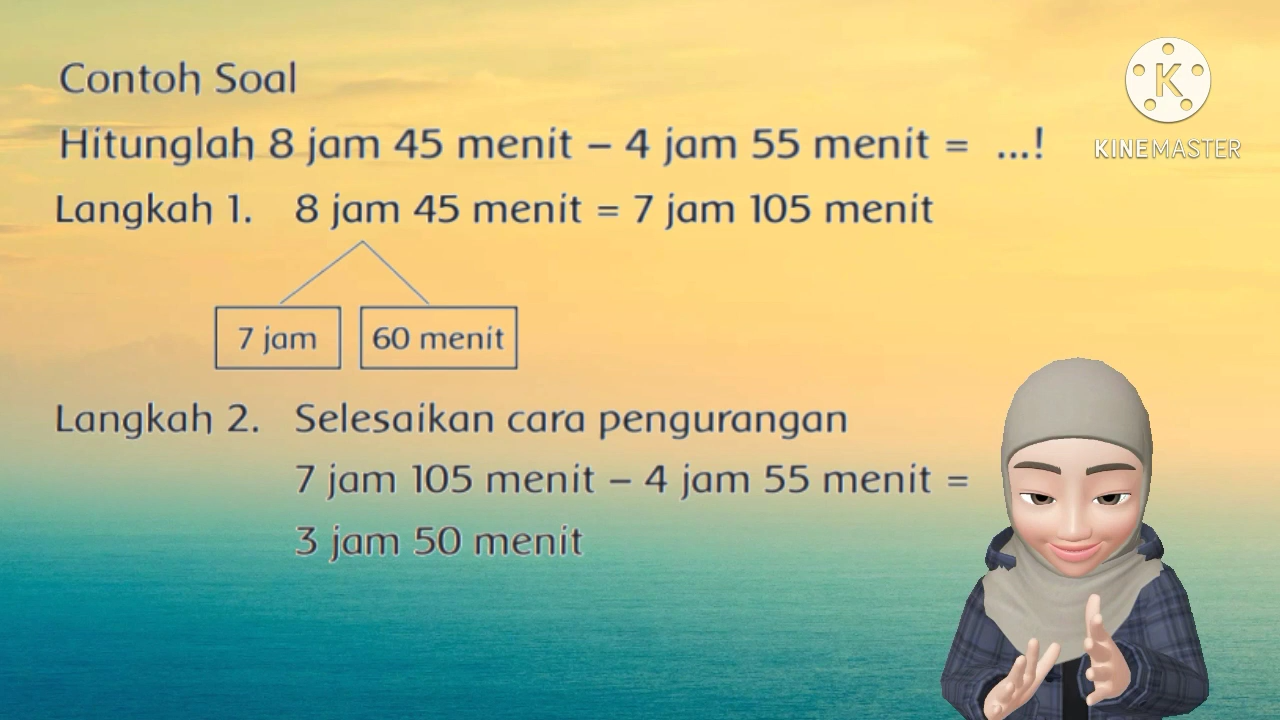 Contoh Soal
Hitunglah 8 jam 45 menit – 4 jam 55 menit = ...!
Langkah 1. 8 jam 45 menit = 7 jam 105 menit
7 jam 60 menit
Langkah 2. Selesaikan cara pengurangan
7 jam 105 menit – 4 jam 55 menit =
3 jam 50 menit
K
KINEMASTER